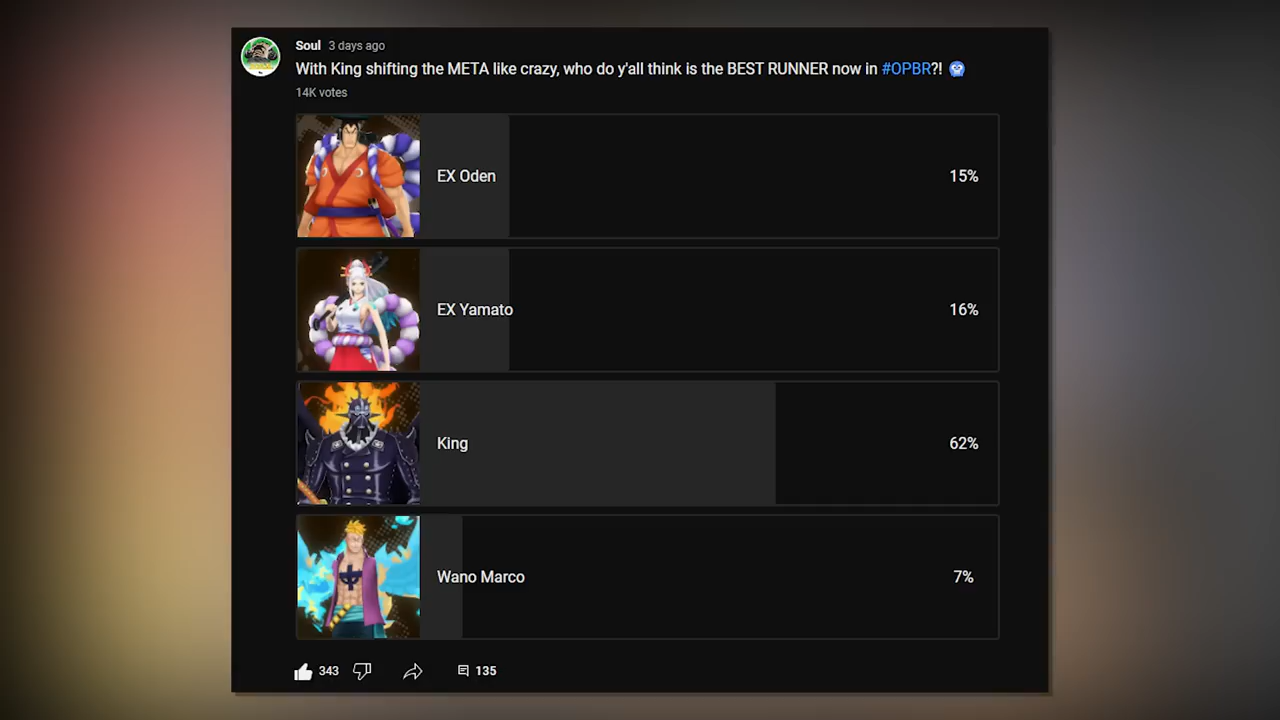 Soul 3 days ago
With King shifting the META like crazy, who do y'all think is the BEST RUNNER now in #OPBR?! 
14K votes
EX Oden 15%
EX Yamato 16%
King 62%
Wano Marco 7%
343 135